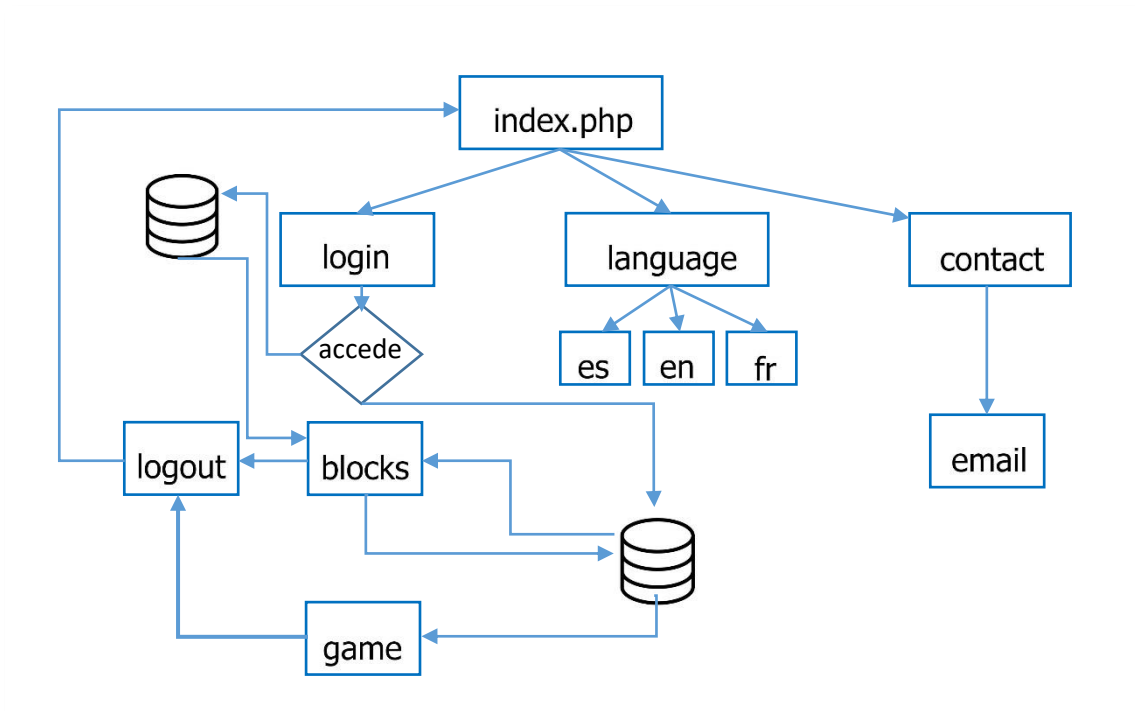 index.php
login
language
contact
accede
es
en
fr
logout
blocks
email
game